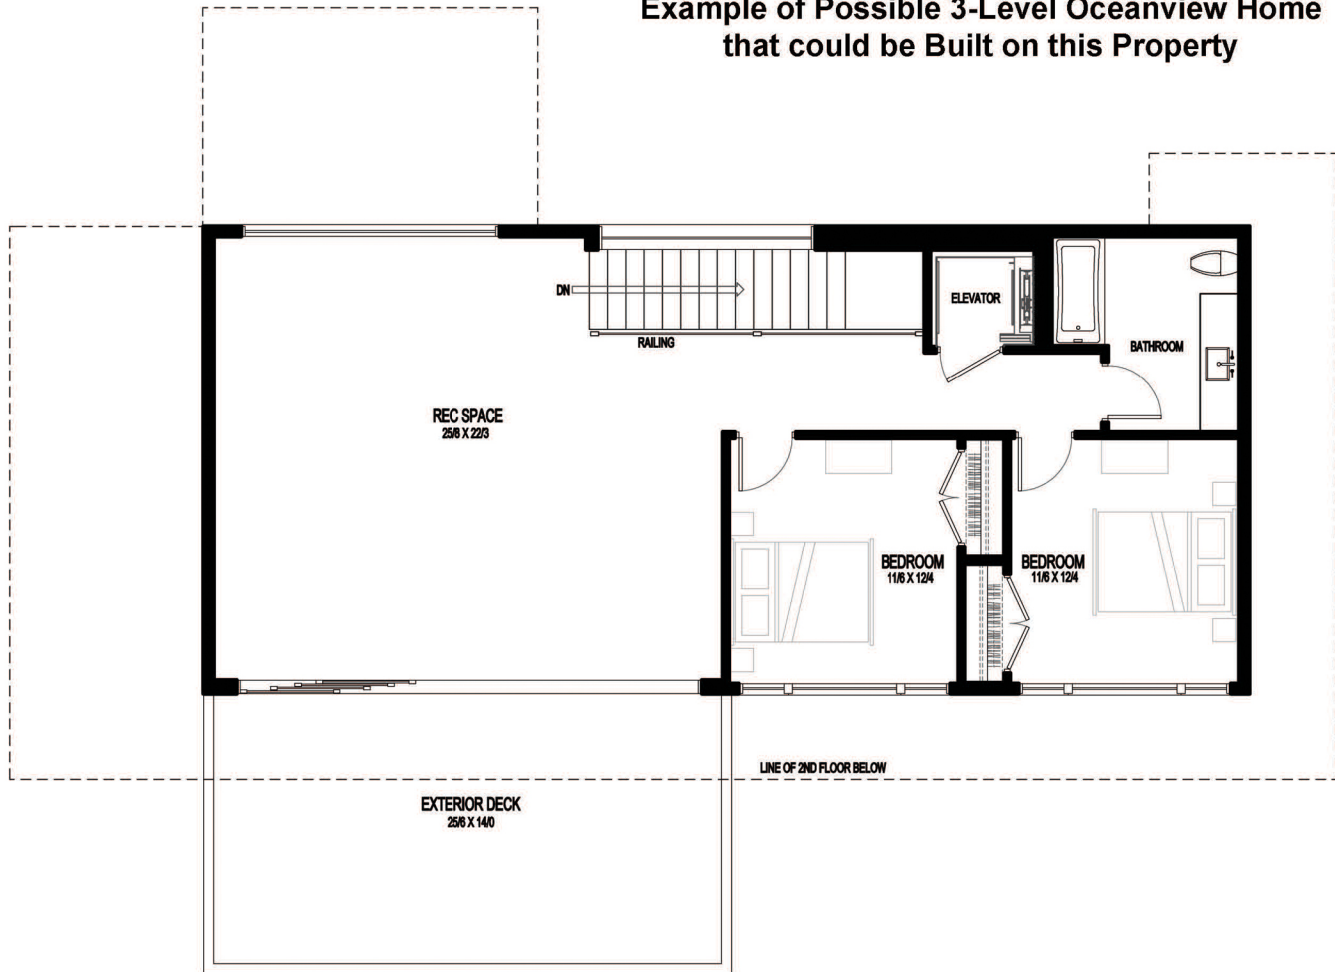 Example of Possible 3-Level Oceanview Home
that could be Built on this Property
DN
RAILING
ELEVATOR
BATHROOM
REC SPACE
25/6 X 22/3
BEDROOM
11/6 X 12/4
BEDROOM
11/6 X 12/4
LINE OF 2ND FLOOR BELOW
EXTERIOR DECK
25/6 X 14/0